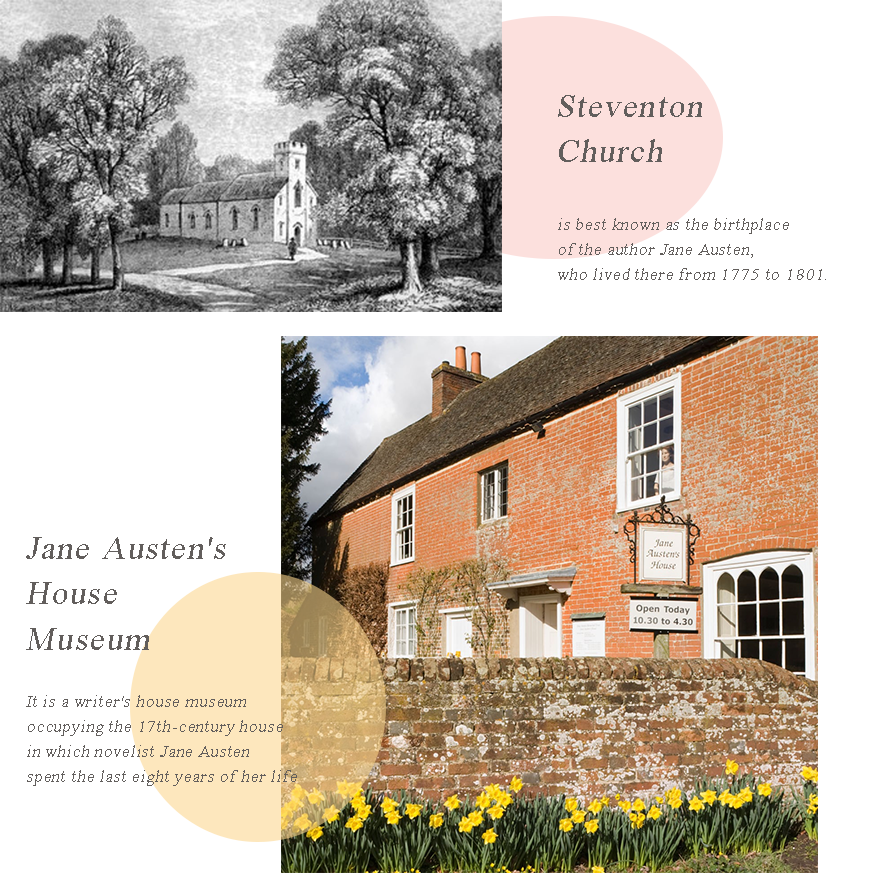 Steventon
Church
is best known as the birthplace
of the author Jane Austen,
who lived there from 1775 to 1801.
Jane
Austen's
House
Open Today
10.30 to 4.30
Jane Austen's
House
Museum
It is a writer's house museum
occupying the 17th-century house
in which novelist Jane Austen
spent the last eight years of her life